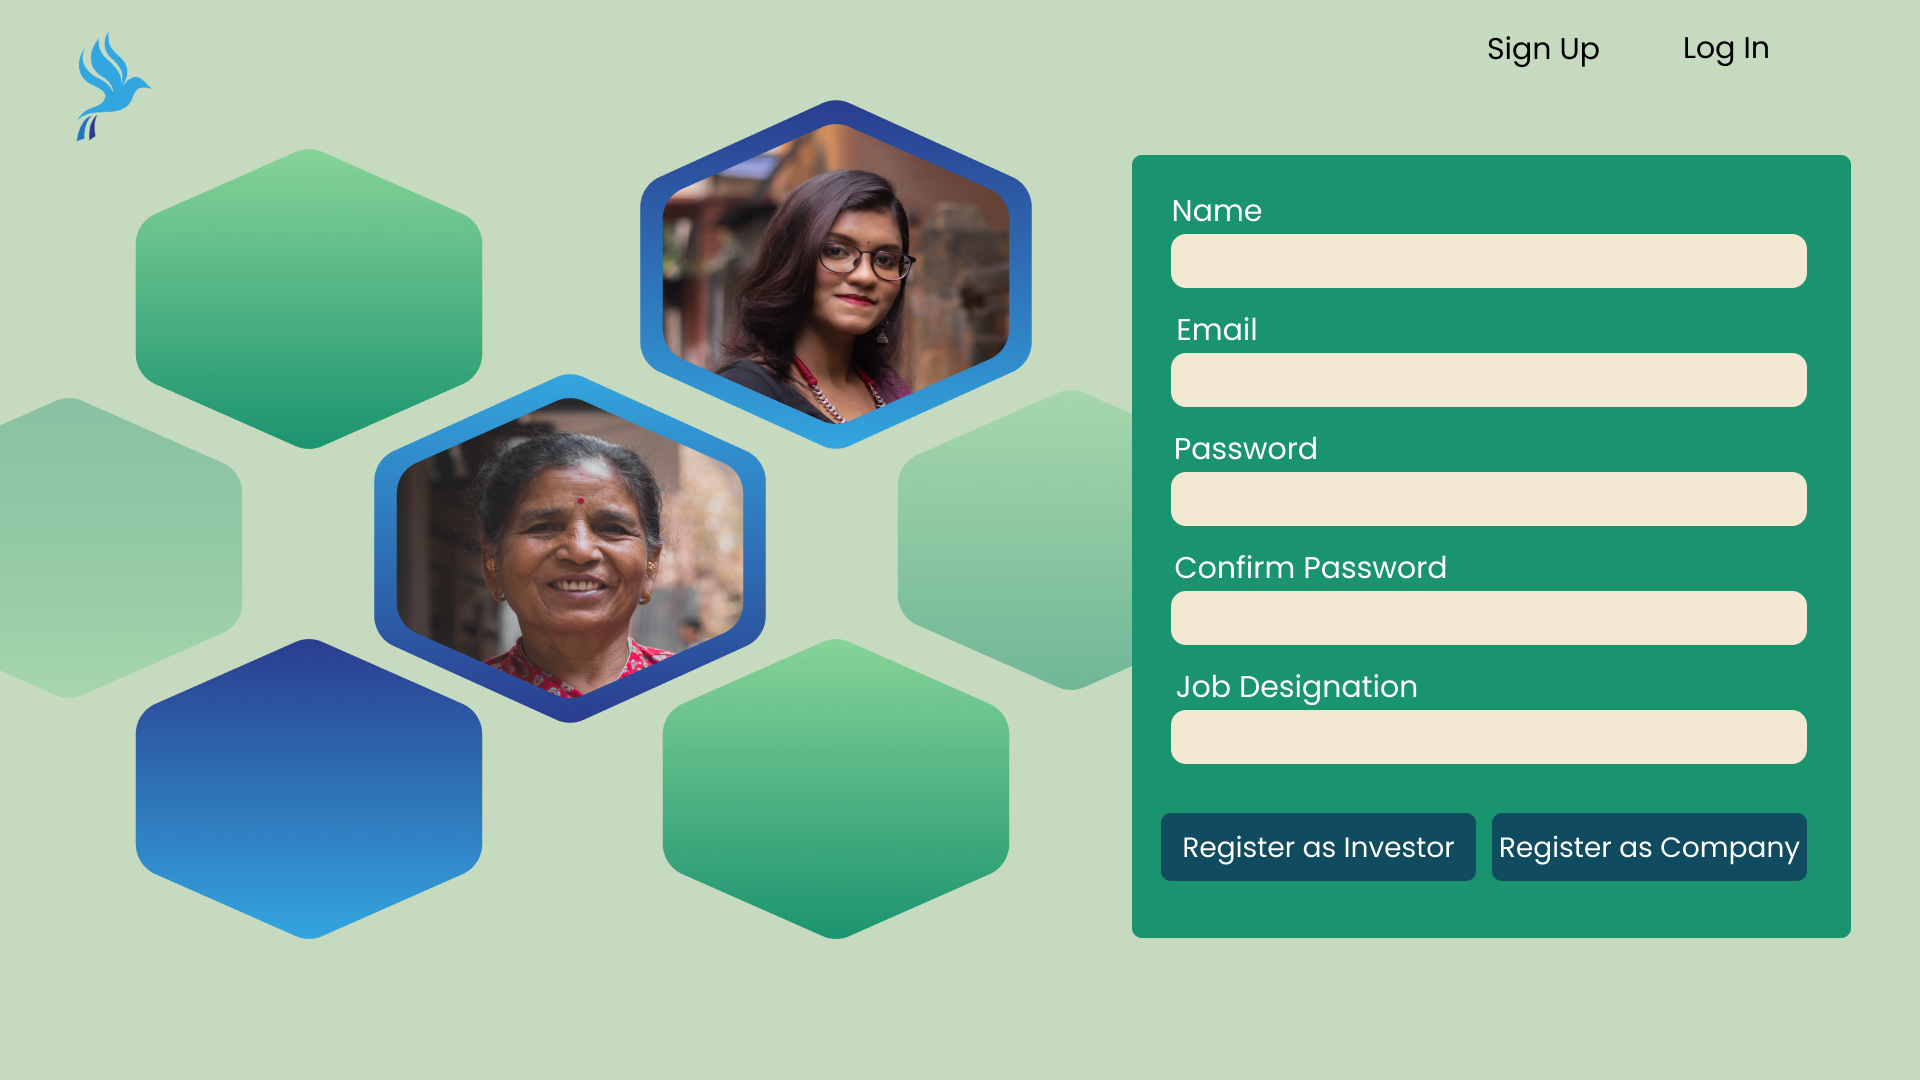 Sign Up
Log In
Name
Email
Password
Confirm Password
Job Designation
Register as Investor
Register as Company